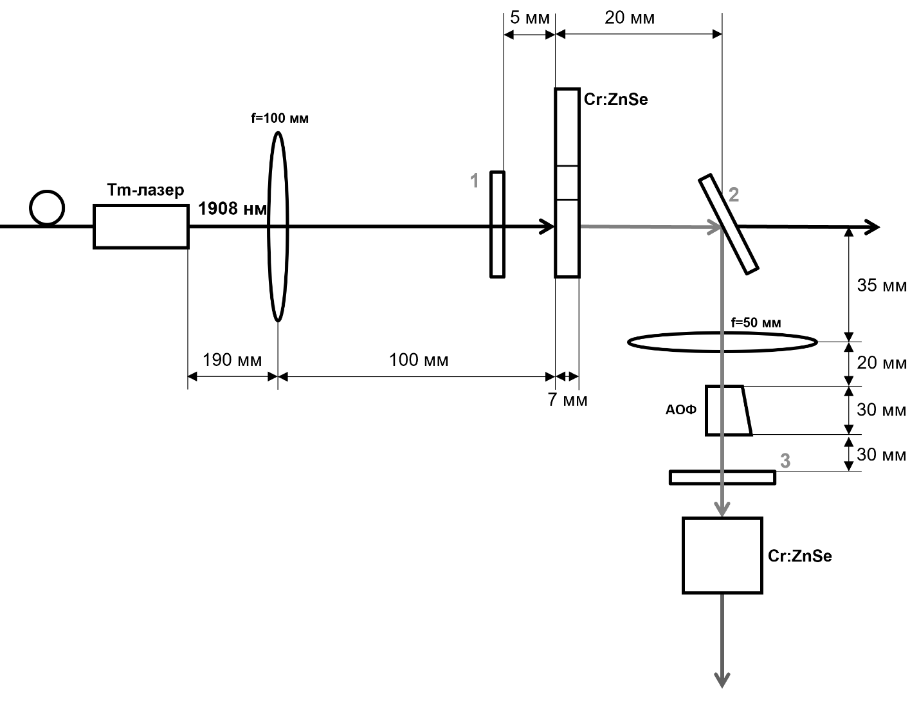 5 мм
20 мм
Cr:ZnSe
f=100 мм
1
Tm-лазер
1908 нм
2
35 мм
f=50 мм
190 мм
100 мм
20 мм
7 мм
АОФ
30 мм
30 мм
3
Cr:ZnSe